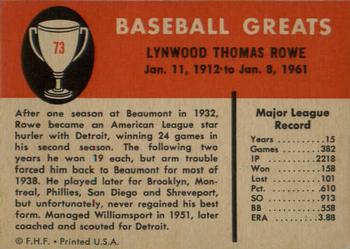 73
BASEBALL GREATS
LYNWOOD THOMAS ROWE
Jan. 11, 1912 to Jan. 8, 1961
After one season at Beaumont in 1932,
Rowe became an American League star
hurler with Detroit, winning 24 games in
his second season. The following two
years he won 19 each, but arm trouble
forced him back to Beaumont for most of
1938. He played later for Brooklyn, Mont-
real, Phillies, San Diego and Shreveport,
but unfortunately, never regained his best
form. Managed Williamsport in 1951, later
coached and scouted for Detroit.
© F.H.F. • Printed U.S.A.
Major League
Record
Years 15
Games 382
IP 2218
Won 158
Lost 101
Pct. .610
SO 913
BB 558
ERA 3.88